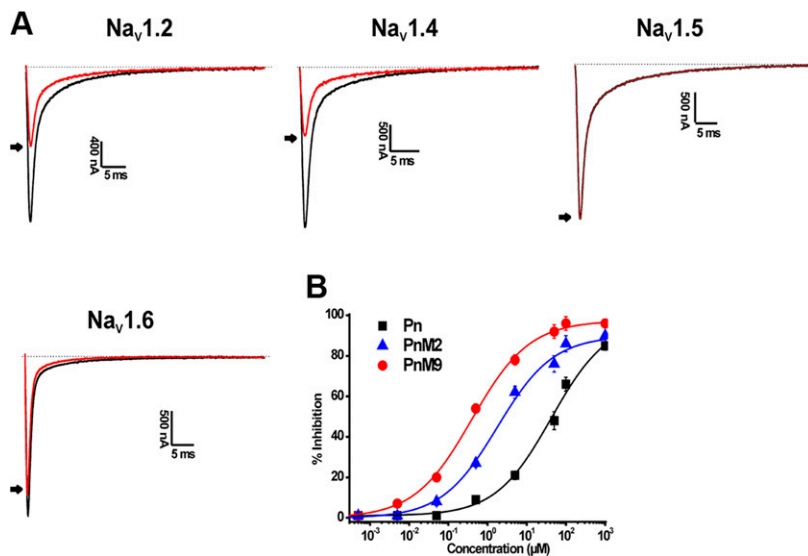 A
Naᵥ1.2
Naᵥ1.4
Naᵥ1.5
400 nA
5 ms
500 nA
5 ms
500 nA
5 ms
Naᵥ1.6
500 nA
5 ms
B
Pn
PnM2
PnM9
% Inhibition
100
80
60
40
20
0
10⁻³
10⁻²
10⁻¹
10⁰
10¹
10²
10³
Concentration (µM)